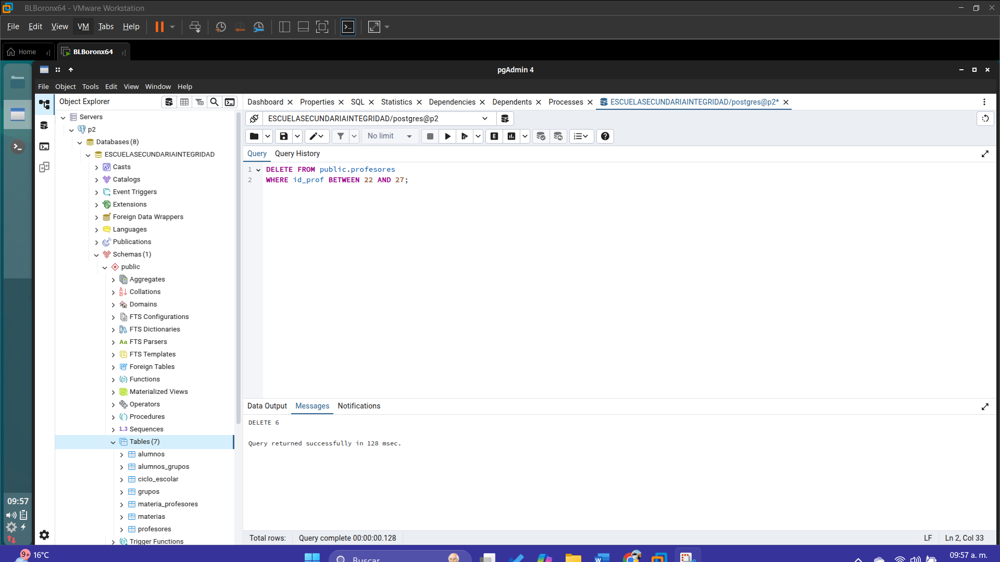 BLBoronx64 - VMware Workstation
File Edit View VM Tabs Help
Home
BLBoronx64
pgAdmin 4
File Object Tools Edit View Window Help
Object Explorer
Dashboard Properties SQL Statistics Dependencies Dependents Processes ESCUELASECUNDARIAINTEGRIDAD/postgres@p2*
Servers
p2
Databases (8)
ESCUELASECUNDARIAINTEGRIDAD
Casts
Catalogs
Event Triggers
Extensions
Foreign Data Wrappers
Languages
Publications
Schemas (1)
public
Aggregates
Collations
Domains
FTS Configurations
FTS Dictionaries
Aa FTS Parsers
FTS Templates
Foreign Tables
Functions
Materialized Views
Operators
Procedures
1..3 Sequences
Tables (7)
alumnos
alumnos_grupos
ciclo_escolar
grupos
materia_profesores
materias
profesores
Trigger Functions
ESCUELASECUNDARIAINTEGRIDAD/postgres@p2
No limit
E
Query Query History
1 DELETE FROM public.profesores
2 WHERE id_prof BETWEEN 22 AND 27;
Data Output Messages Notifications
DELETE 6
Query returned successfully in 128 msec.
Total rows: Query complete 00:00:00.128
LF Ln 2, Col 33
09:57
9+ 16°C
Buscar
09:57 a. m.